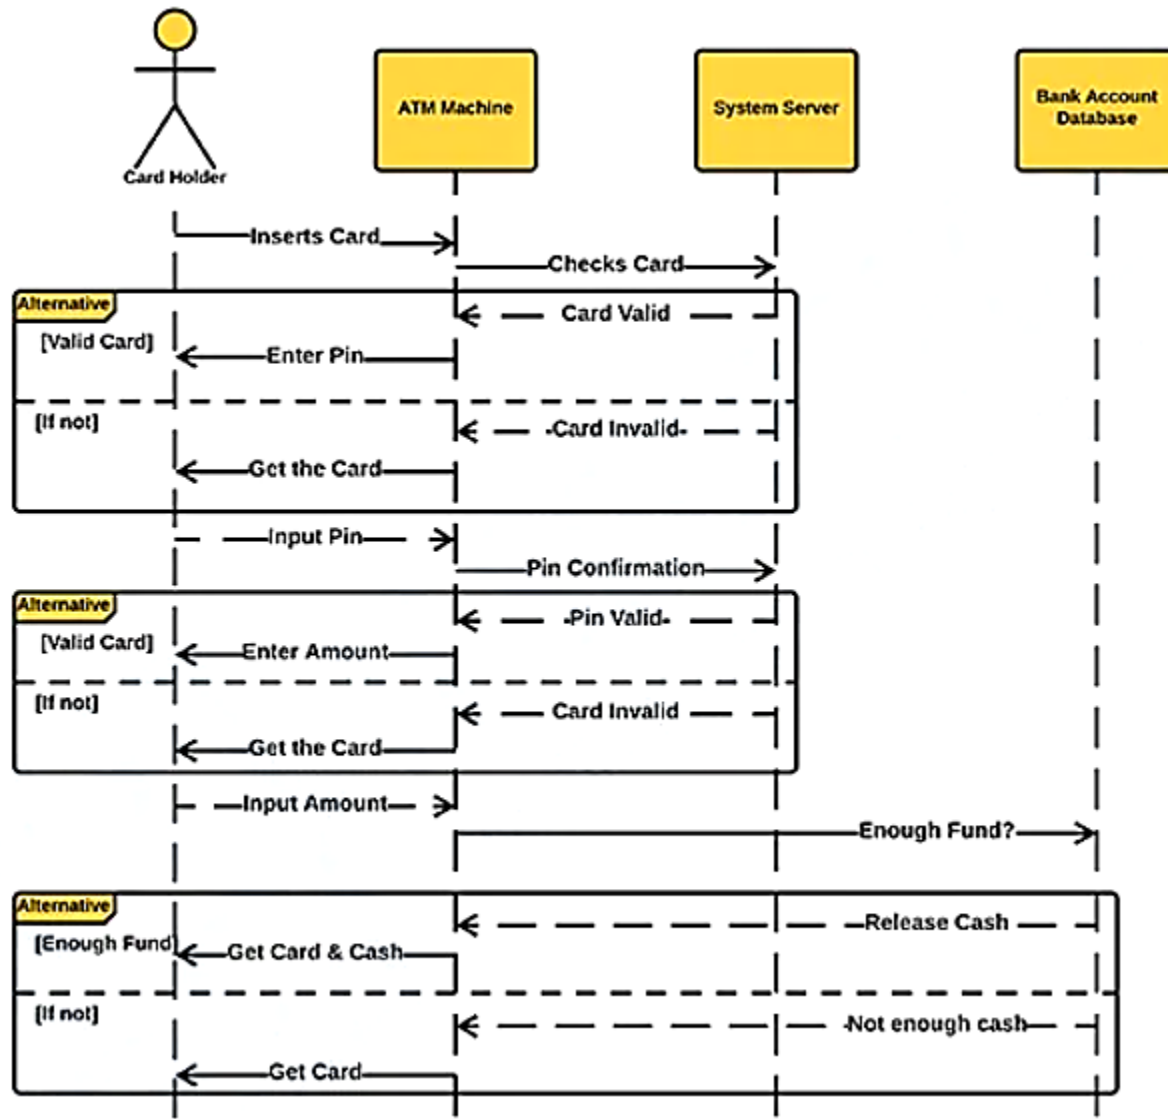 ATM Machine
System Server
Bank Account
Database
Card Holder
Inserts Card
Checks Card
Alternative
Card Valid
[Valid Card]
Enter Pin
[If not]
Card Invalid
Get the Card
Input Pin
Pin Confirmation
Alternative
Pin Valid
[Valid Card]
Enter Amount
[If not]
Card Invalid
Get the Card
Input Amount
Enough Fund?
Alternative
Release Cash
[Enough Fund]
Get Card & Cash
[If not]
Not enough cash
Get Card